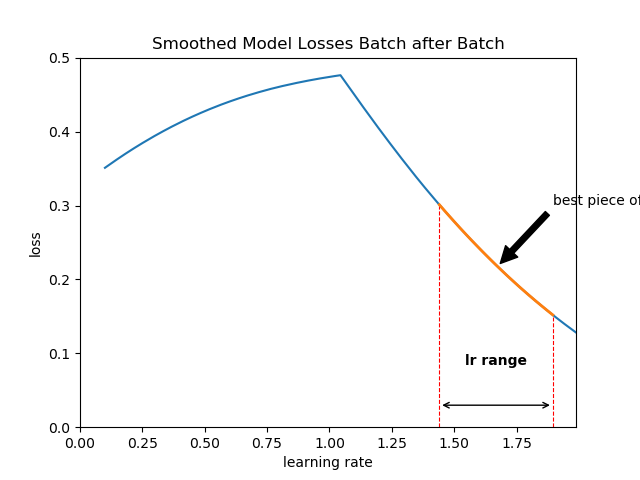 Smoothed Model Losses Batch after Batch
0.5
0.4
0.3
0.2
0.1
0.0
loss
best piece of
lr range
0.00 0.25 0.50 0.75 1.00 1.25 1.50 1.75
learning rate